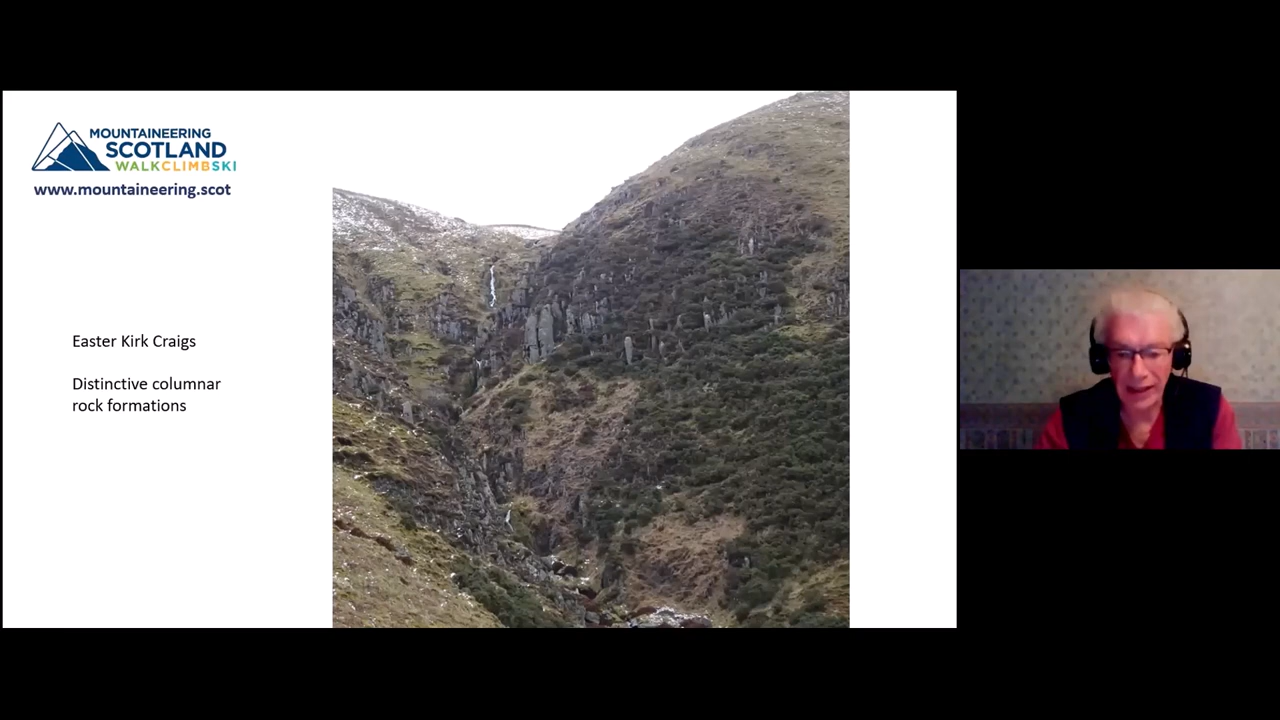 MOUNTAINEERING
SCOTLAND
WALKCLIMBSKI
www.mountaineering.scot
Easter Kirk Craigs
Distinctive columnar
rock formations